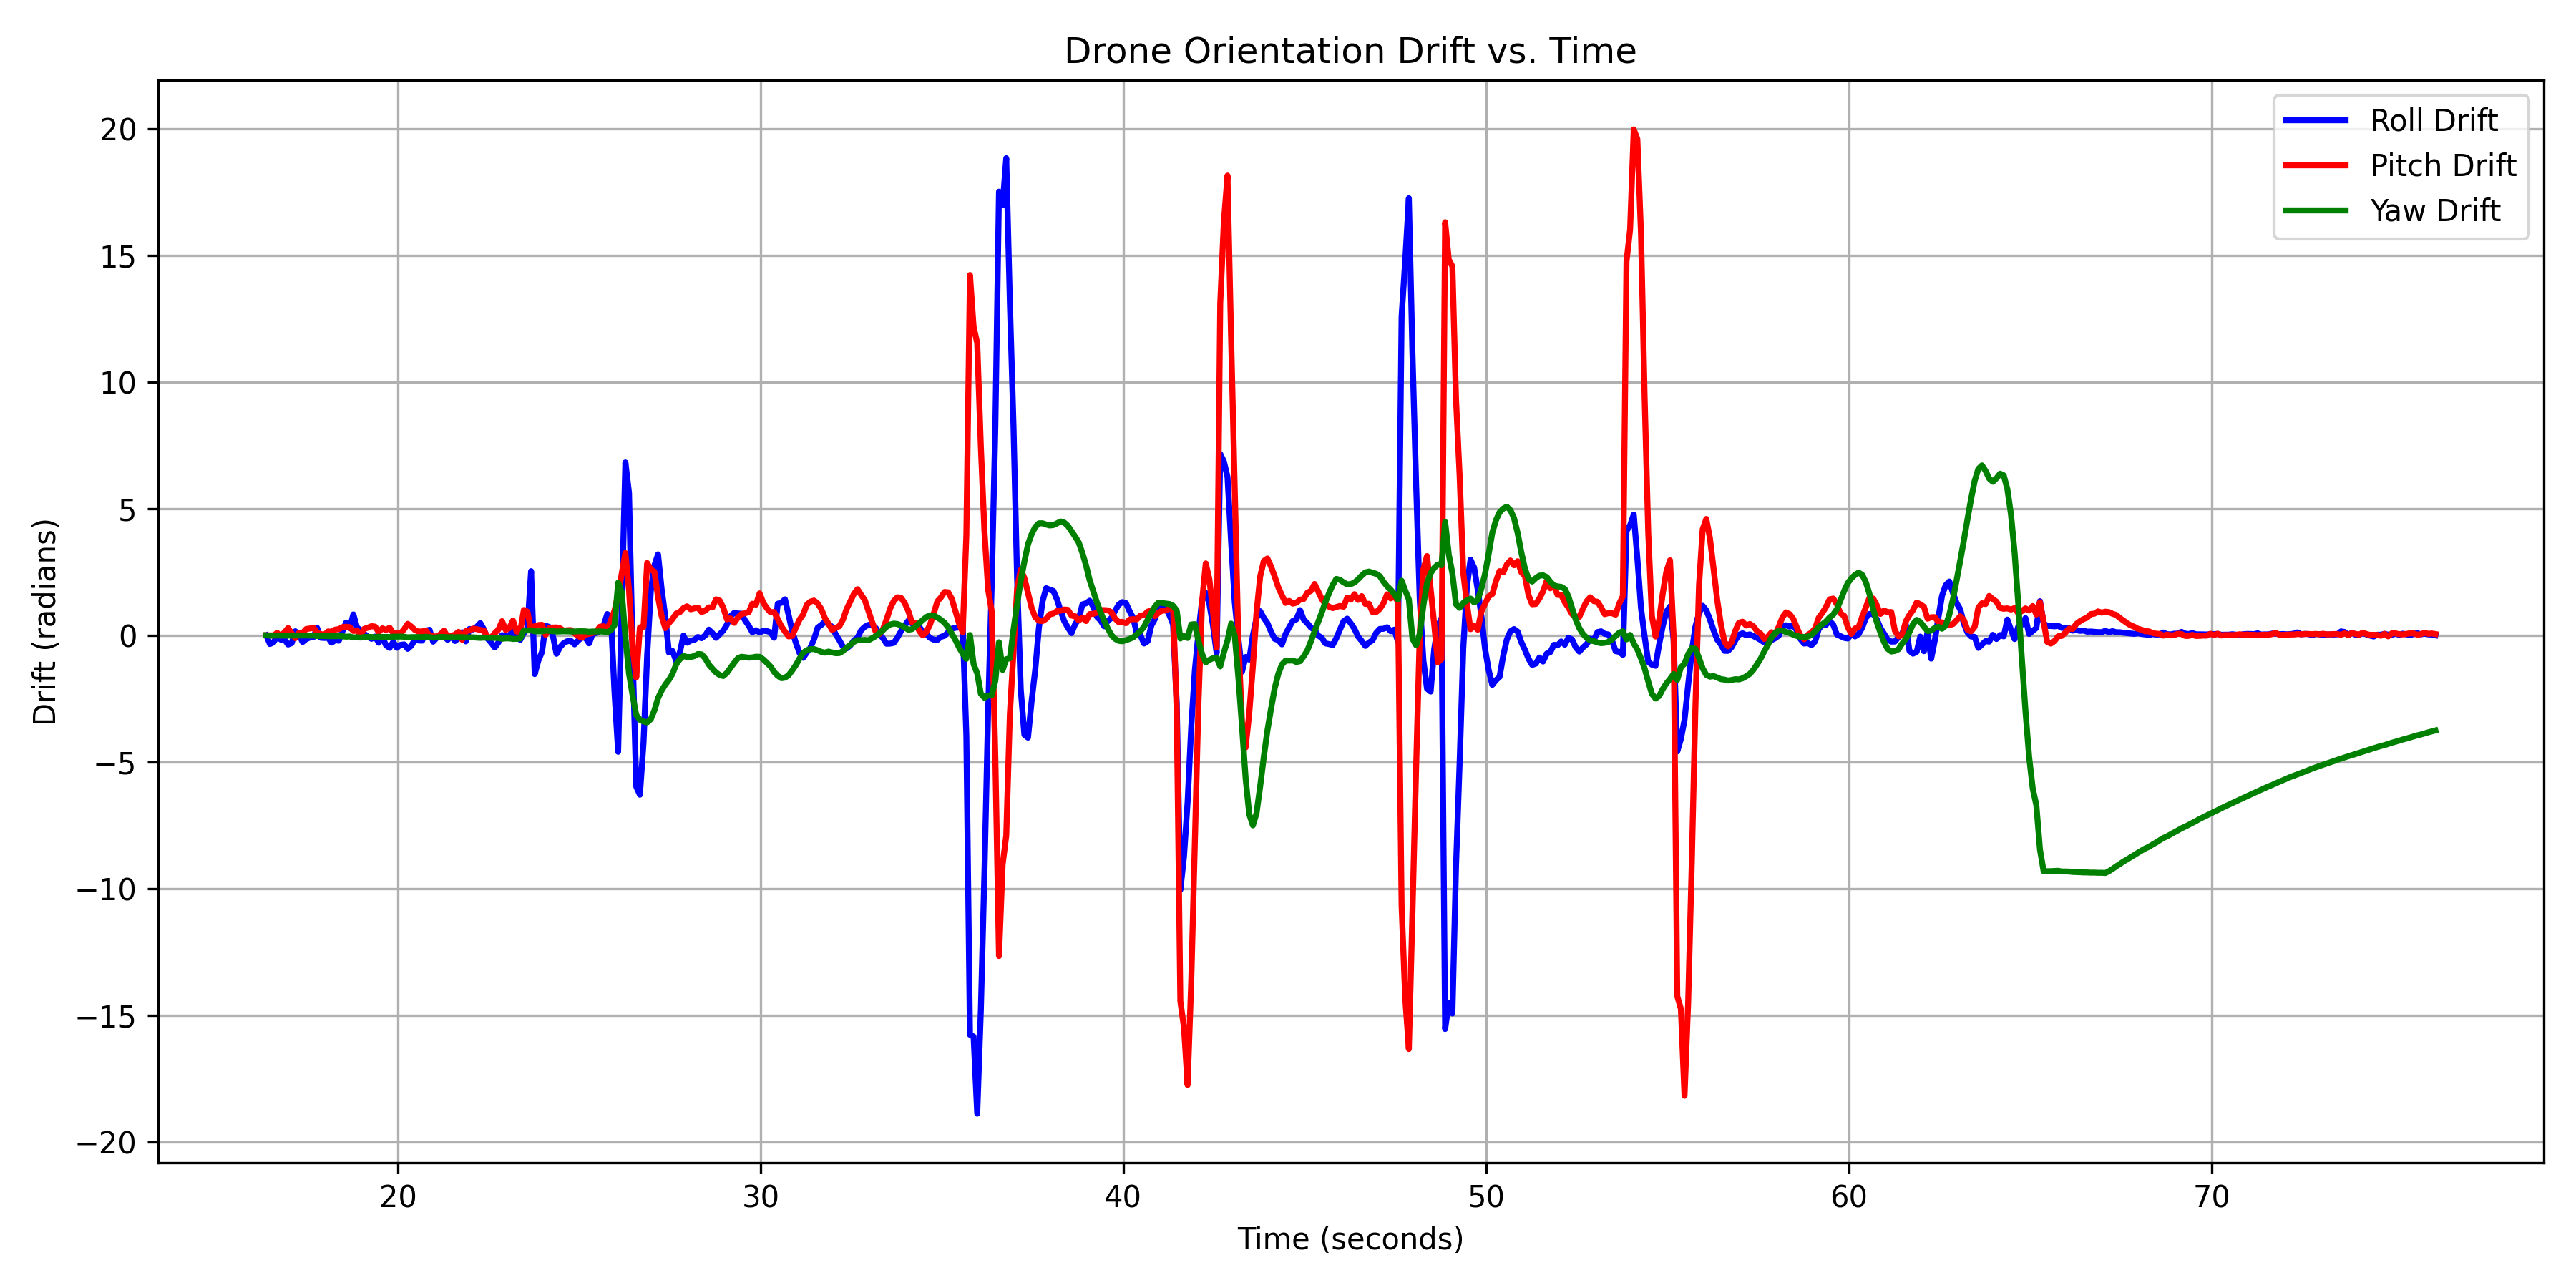 Drone Orientation Drift vs. Time
Roll Drift
Pitch Drift
Yaw Drift
Drift (radians)
20
15
10
5
0
−5
−10
−15
−20
20 30 40 50 60 70
Time (seconds)